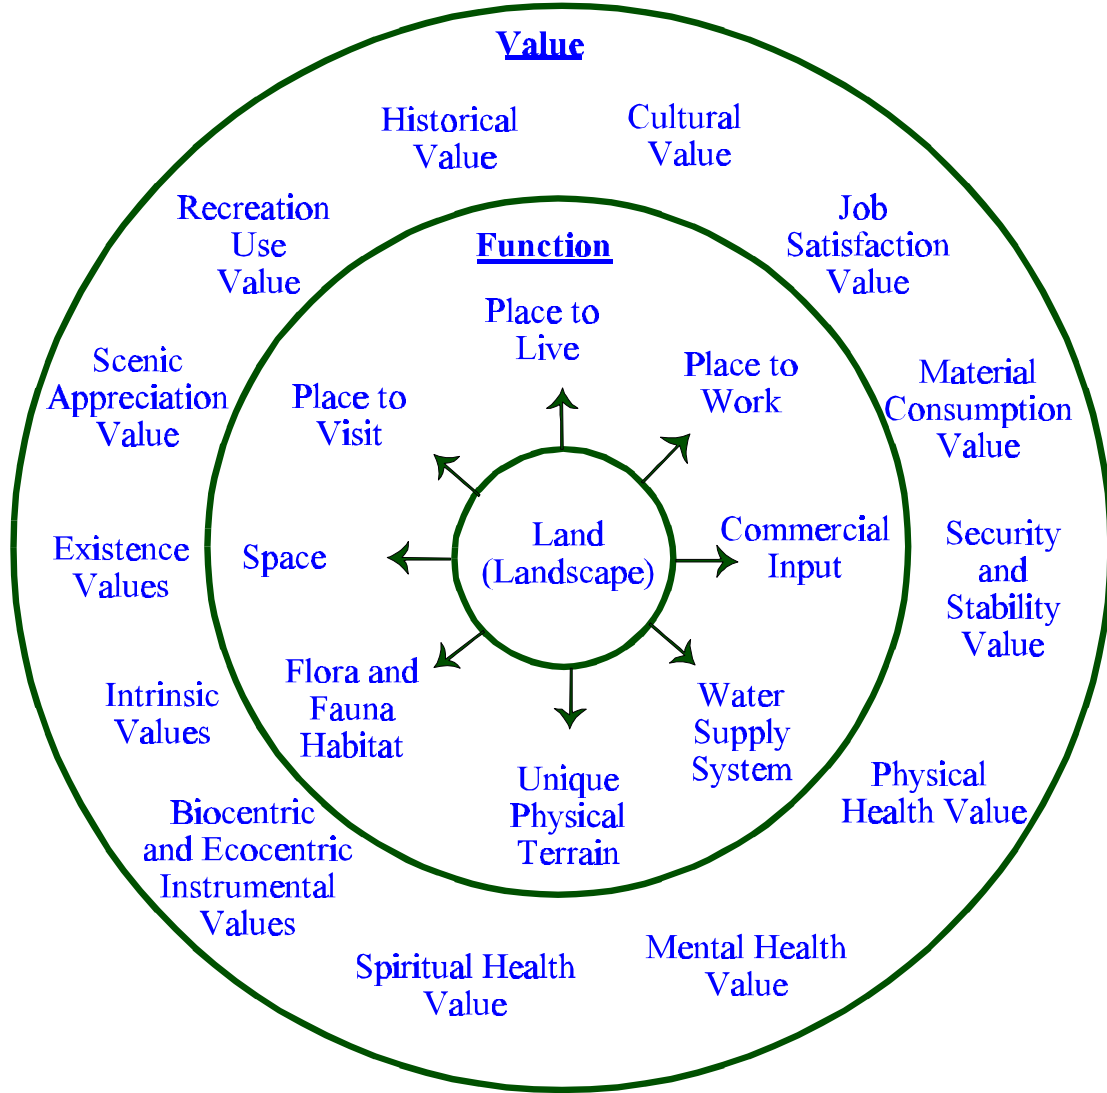 Value
Historical
Value
Cultural
Value
Recreation
Use
Value
Job
Satisfaction
Value
Function
Place to
Live
Place to
Work
Place to
Visit
Scenic
Appreciation
Value
Material
Consumption
Value
Land
(Landscape)
Commercial
Input
Space
Existence
Values
Security
and
Stability
Value
Flora and
Fauna
Habitat
Water
Supply
System
Intrinsic
Values
Unique
Physical
Terrain
Physical
Health Value
Biocentric
and Ecocentric
Instrumental
Values
Spiritual Health
Value
Mental Health
Value